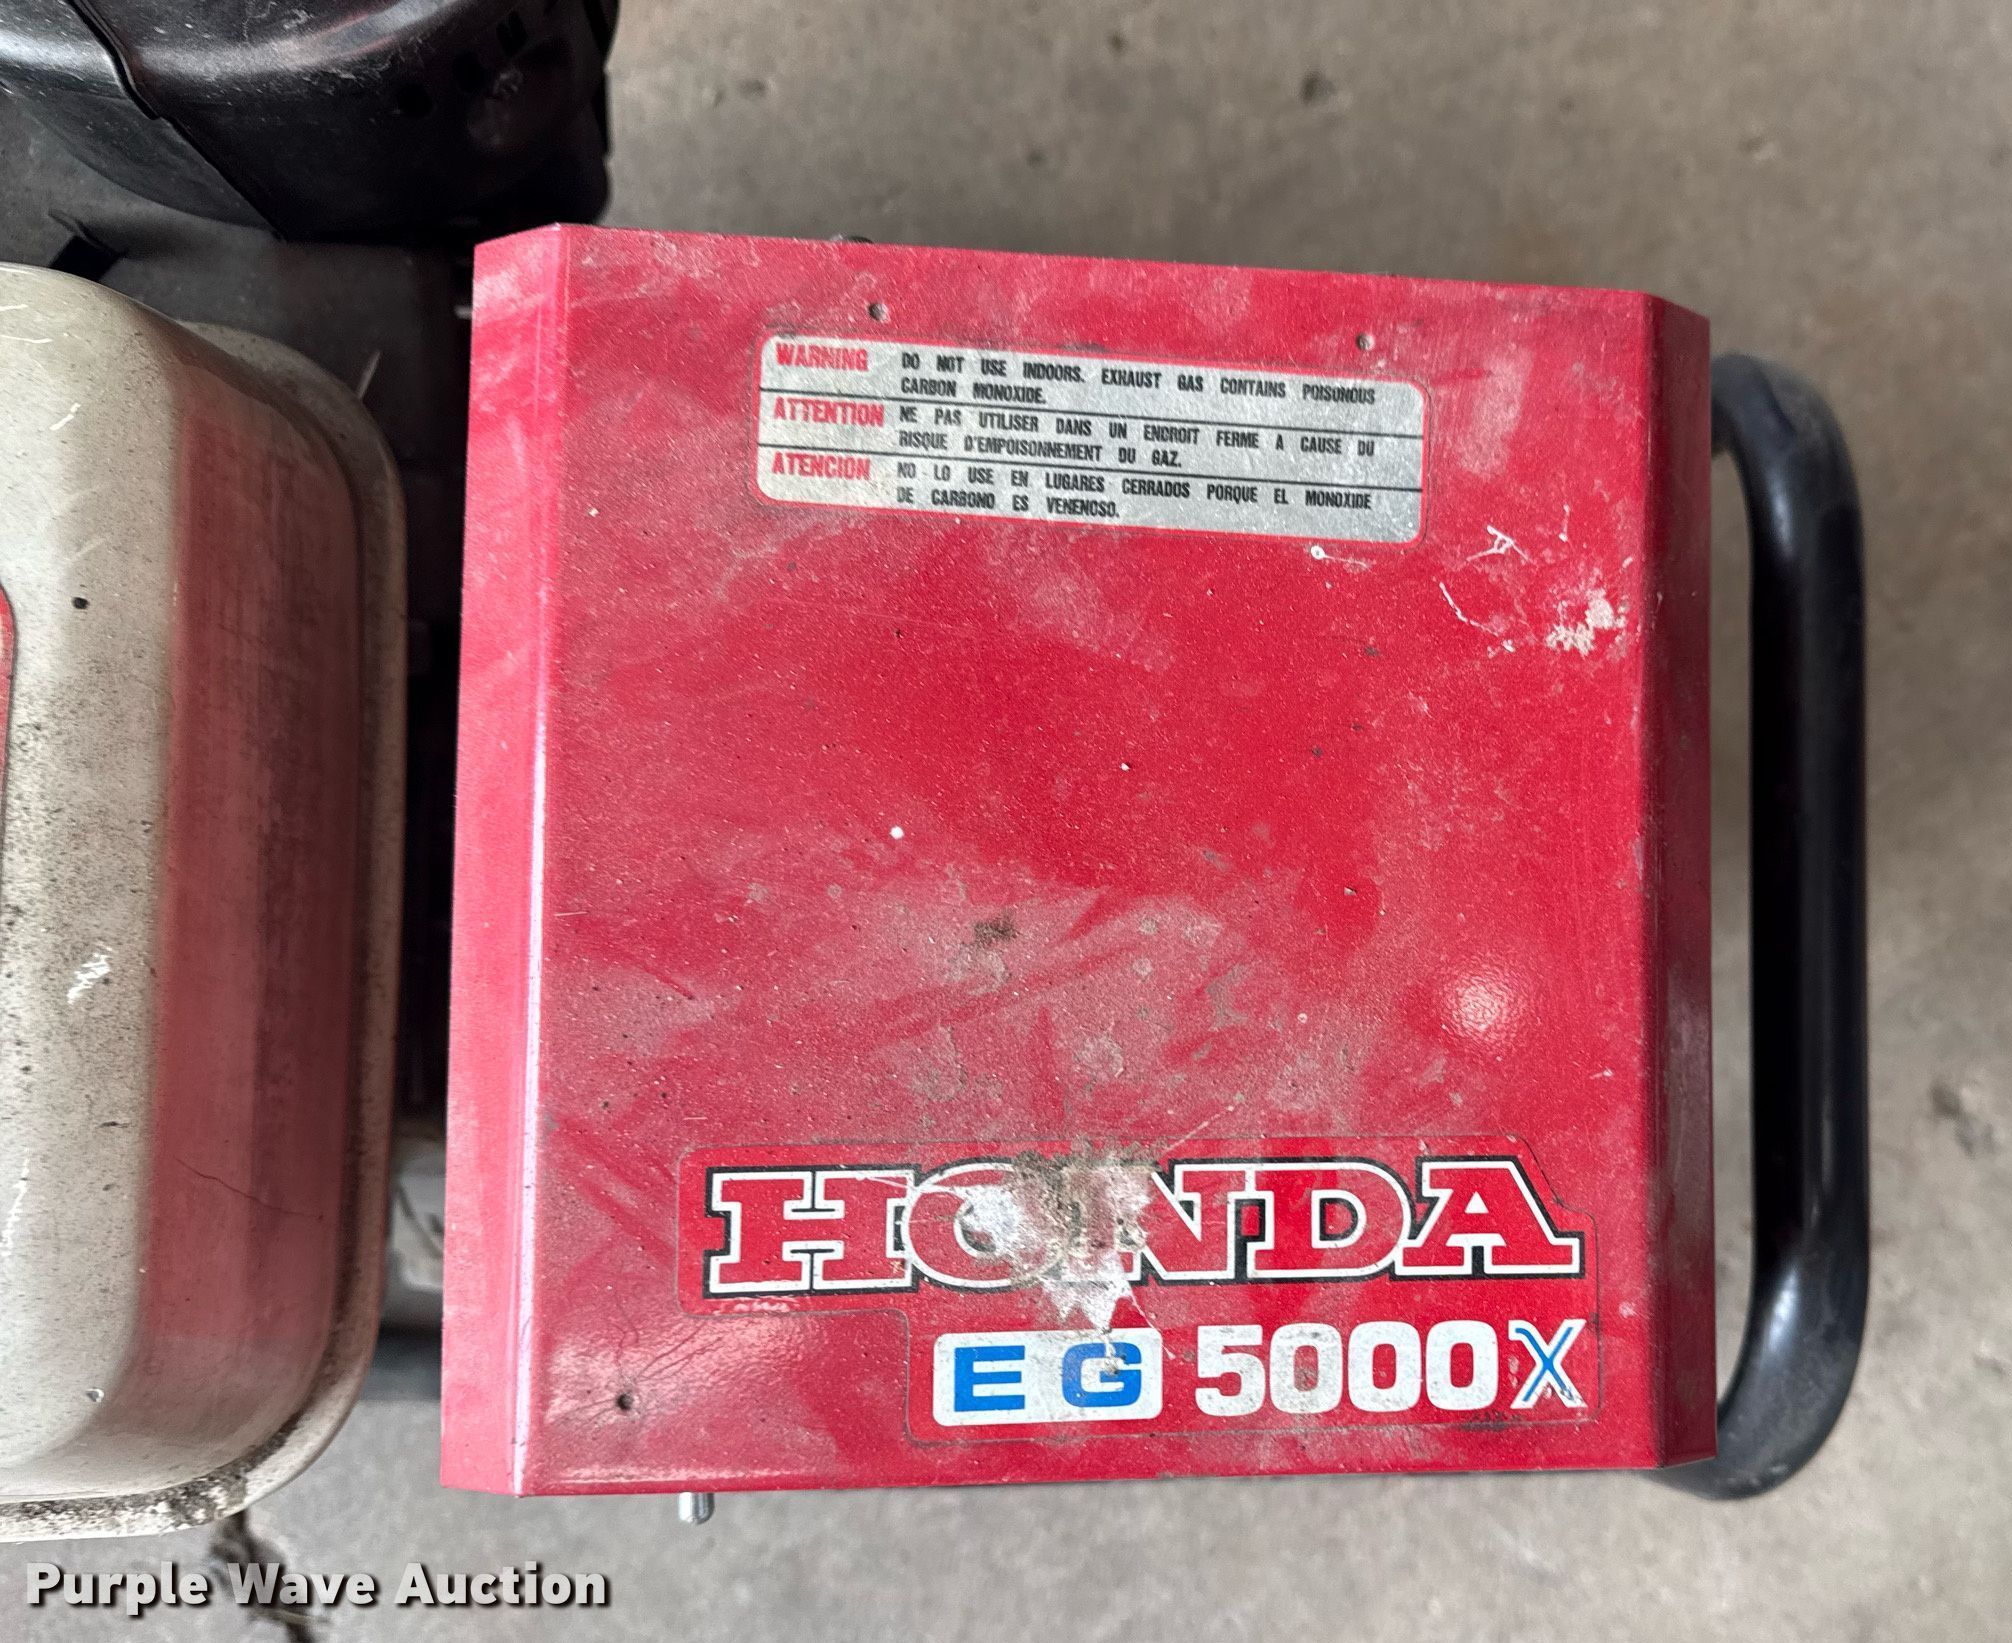 WARNING DO NOT USE INDOORS. EXHAUST GAS CONTAINS POISONOUS
CARBON MONOXIDE.
ATTENTION NE PAS UTILISER DANS UN ENDROIT FERME A CAUSE DU
RISQUE D'EMPOISONNEMENT DU GAZ.
ATENCION NO LO USE EN LUGARES CERRADOS PORQUE EL MONOXIDE
DE CARBONO ES VENENOSO.
HONDA
EG 5000X
Purple Wave Auction